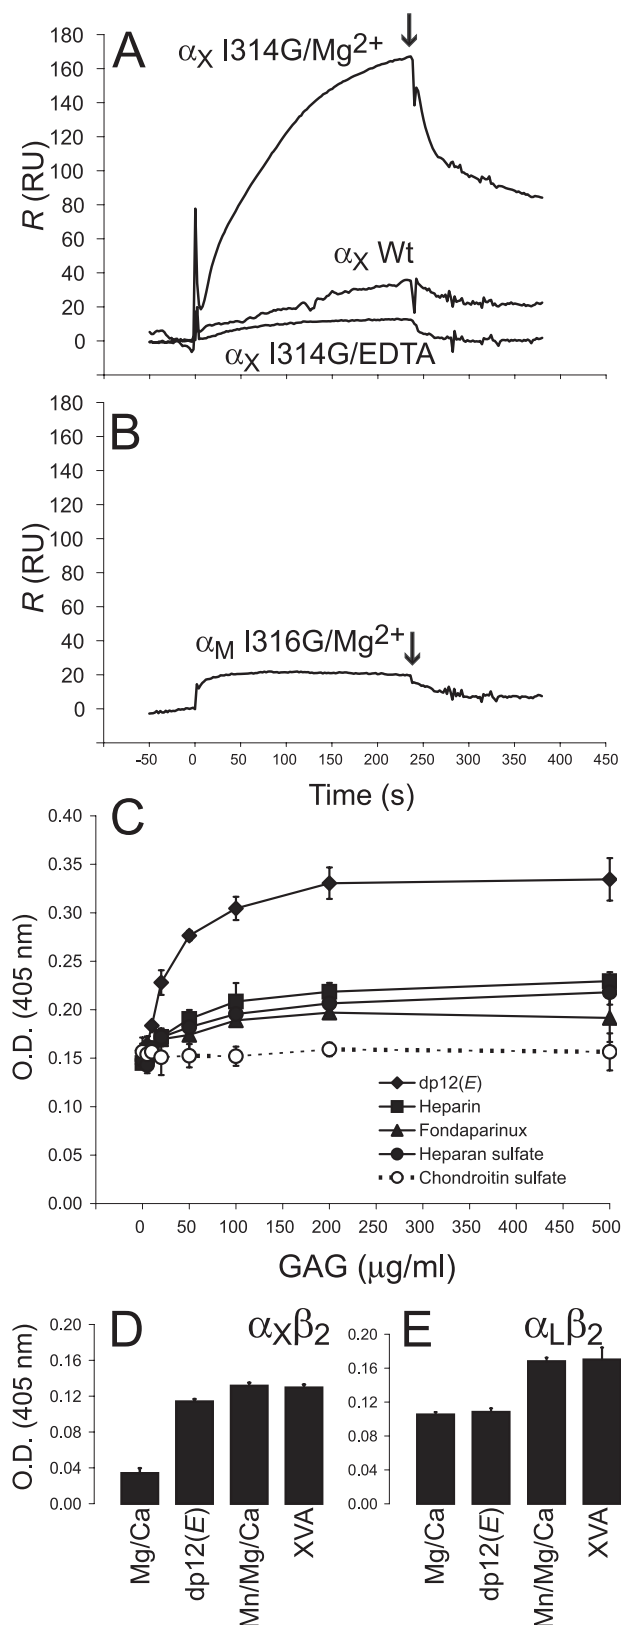 A
α_X I314G/Mg2+
180
160
140
120
100
80
60
40
20
0
R (RU)
α_X Wt
α_X I314G/EDTA
B
180
160
140
120
100
80
60
40
20
0
R (RU)
α_M I316G/Mg2+
-50 0 50 100 150 200 250 300 350 400 450
Time (s)
C
0.40
0.35
0.30
0.25
0.20
0.15
0.10
0.05
0.00
O.D. (405 nm)
dp12(E)
Heparin
Fondaparinux
Heparan sulfate
Chondroitin sulfate
0 50 100 150 200 250 300 350 400 450 500
GAG (μg/ml)
D
α_Xβ_2
0.20
0.16
0.12
0.08
0.04
0.00
O.D. (405 nm)
Mg/Ca
dp12(E)
Mn/Mg/Ca
XVA
E
α_Lβ_2
0.20
0.16
0.12
0.08
0.04
0.00
Mg/Ca
dp12(E)
Mn/Mg/Ca
XVA